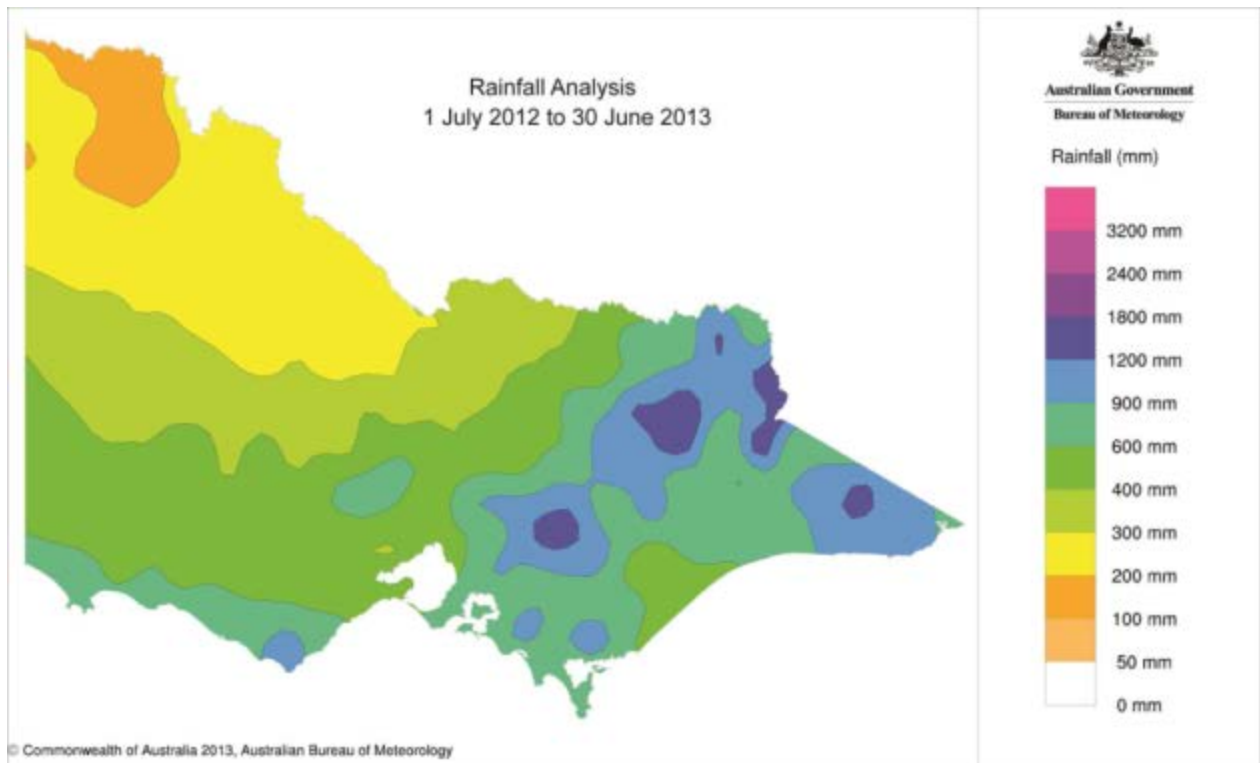 Rainfall Analysis
1 July 2012 to 30 June 2013
Australian Government
Bureau of Meteorology
Rainfall (mm)
3200 mm
2400 mm
1800 mm
1200 mm
900 mm
600 mm
400 mm
300 mm
200 mm
100 mm
50 mm
0 mm
© Commonwealth of Australia 2013, Australian Bureau of Meteorology